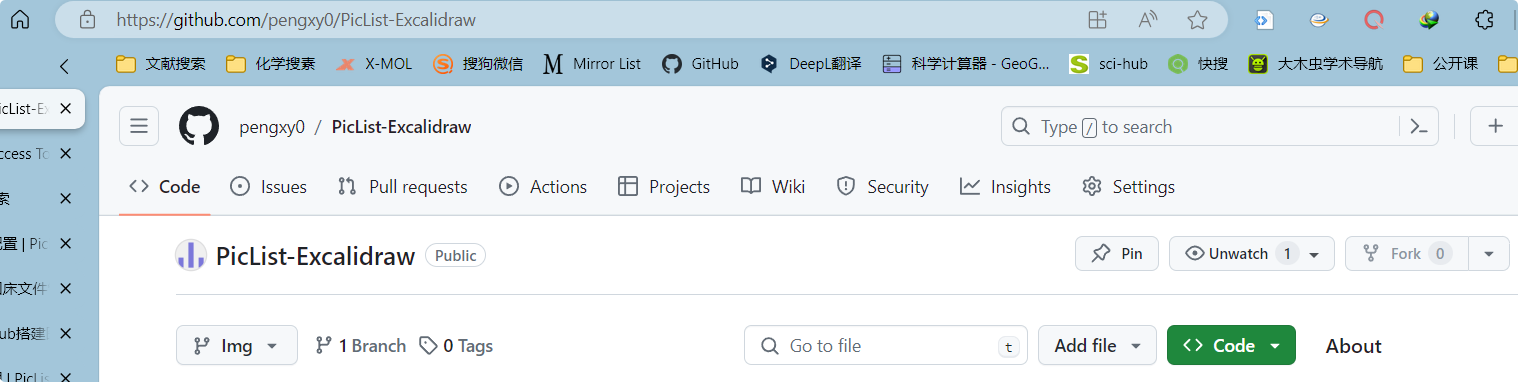 https://github.com/pengxy0/PicList-Excalidraw
文献搜索 化学搜素 X-MOL 搜狗微信 Mirror List GitHub DeepL翻译 科学计算器 - GeoG... sci-hub 快搜 大木虫学术导航 公开课
icList-Ex
pengxy0 / PicList-Excalidraw Type / to search
ccess To
Code Issues Pull requests Actions Projects Wiki Security Insights Settings
索
置 | Pic
PicList-Excalidraw Public Pin Unwatch 1 Fork 0
床文件
ub搭建
Img 1 Branch 0 Tags Go to file t Add file Code About
| PicLis